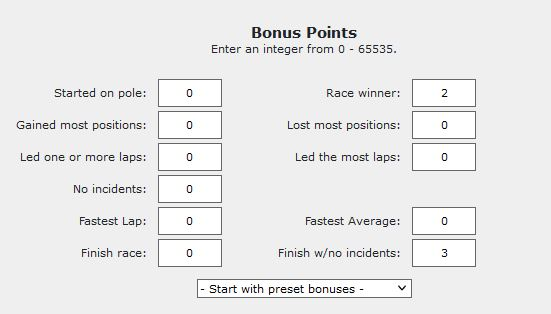 Bonus Points
Enter an integer from 0 - 65535.
Started on pole: 0 Race winner: 2
Gained most positions: 0 Lost most positions: 0
Led one or more laps: 0 Led the most laps: 0
No incidents: 0
Fastest Lap: 0 Fastest Average: 0
Finish race: 0 Finish w/no incidents: 3
- Start with preset bonuses -